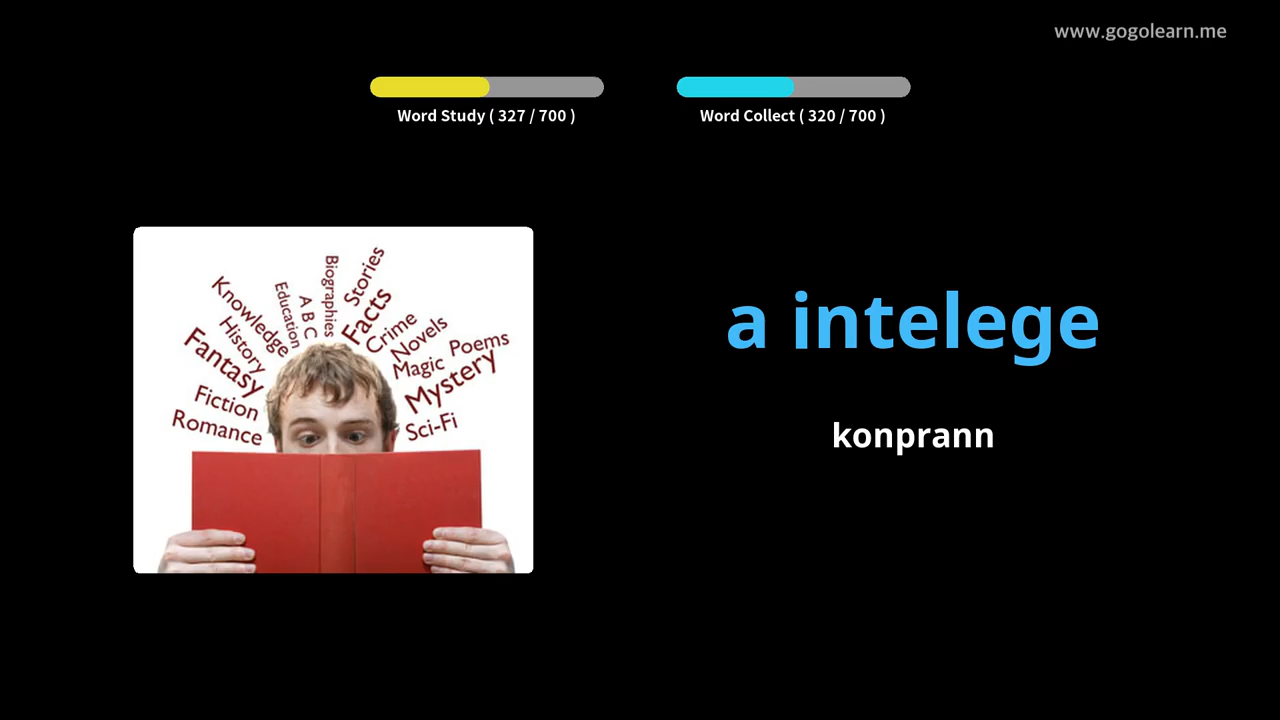 www.gogolearn.me
Word Study ( 327 / 700 )
Word Collect ( 320 / 700 )
Knowledge
Education
A B C
Biographies
Stories
Facts
Crime
Novels
Poems
Magic
Mystery
Sci-Fi
History
Fantasy
Fiction
Romance
a intelege
konprann